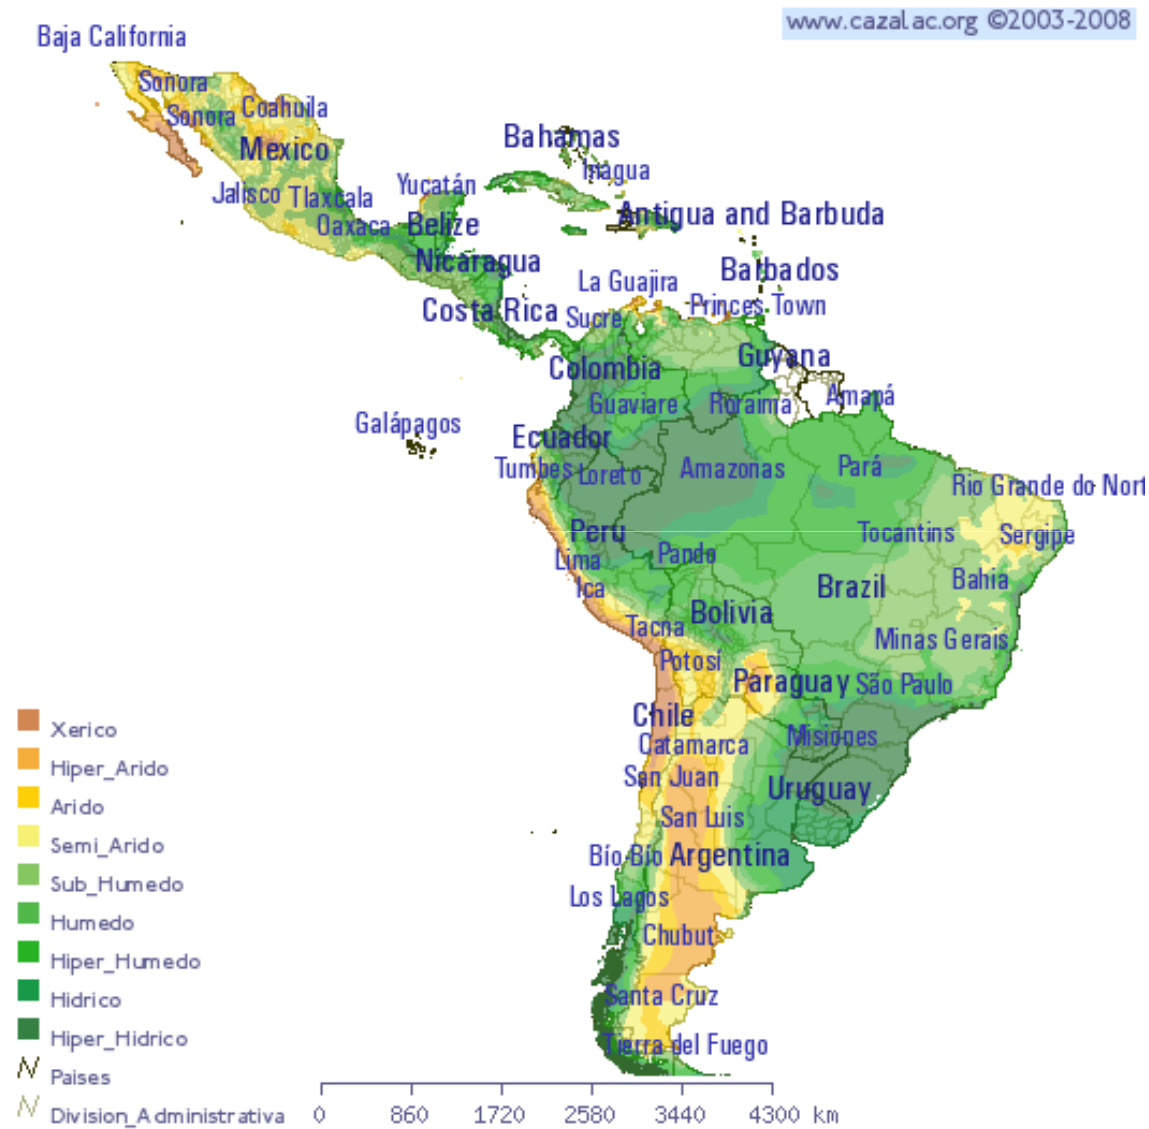 www.cazalac.org ©2003-2008
Baja California
Sonora
Sonora
Coahuila
Mexico
Bahamas
Inagua
Jalisco
Tlaxcala
Yucatán
Oaxaca
Belize
Antigua and Barbuda
Nicaragua
Barbados
La Guajira
Costa Rica
Sucre
Princes Town
Guyana
Colombia
Guaviare
Roraima
Amapá
Galápagos
Ecuador
Tumbes
Loreto
Amazonas
Pará
Rio Grande do Nort
Peru
Tocantins
Sergipe
Lima
Pando
Ica
Brazil
Bahia
Bolivia
Tacna
Minas Gerais
Potosí
Paraguay
São Paulo
Chile
Catamarca
Misiones
San Juan
Uruguay
San Luis
Bío-Bío
Argentina
Los Lagos
Chubut
Santa Cruz
Tierra del Fuego
Xerico
Hiper_Arido
Arido
Semi_Arido
Sub_Humedo
Humedo
Hiper_Humedo
Hidrico
Hiper_Hidrico
Paises
Division_Administrativa
0 860 1720 2580 3440 4300 km